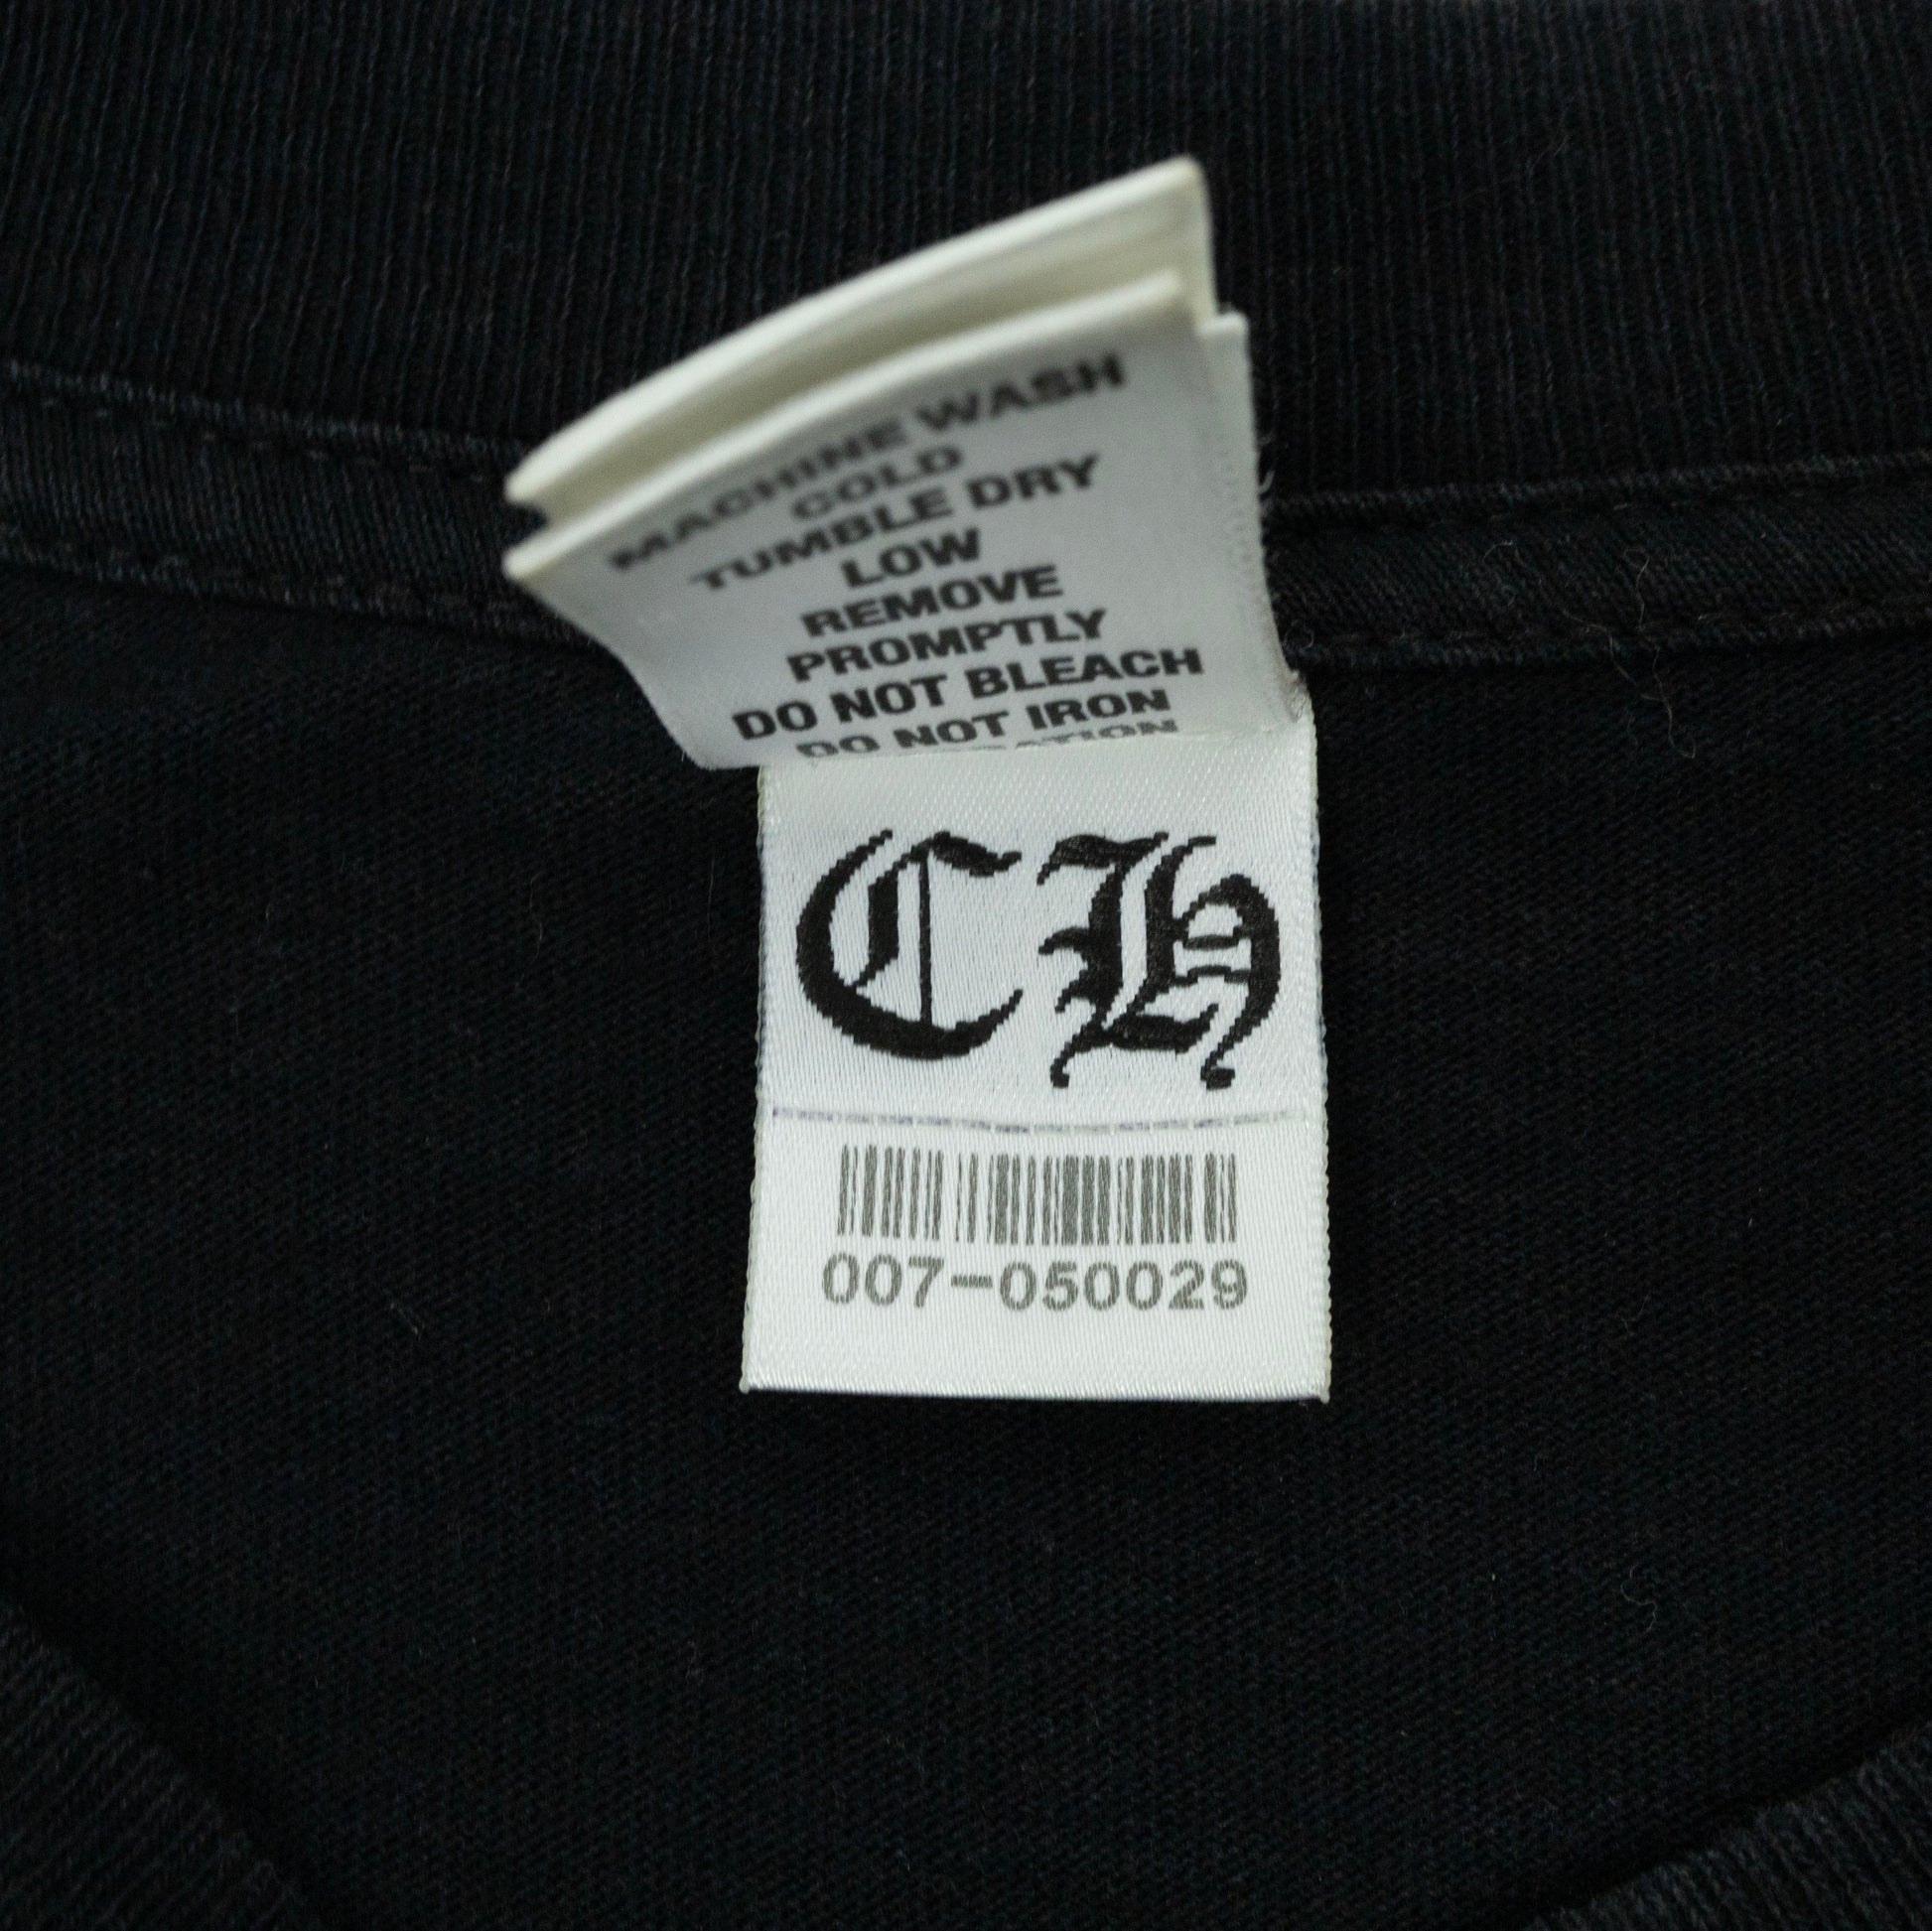 MACHINE WASH
COLD
TUMBLE DRY
LOW
REMOVE
PROMPTLY
DO NOT BLEACH
DO NOT IRON
CH
007-050029